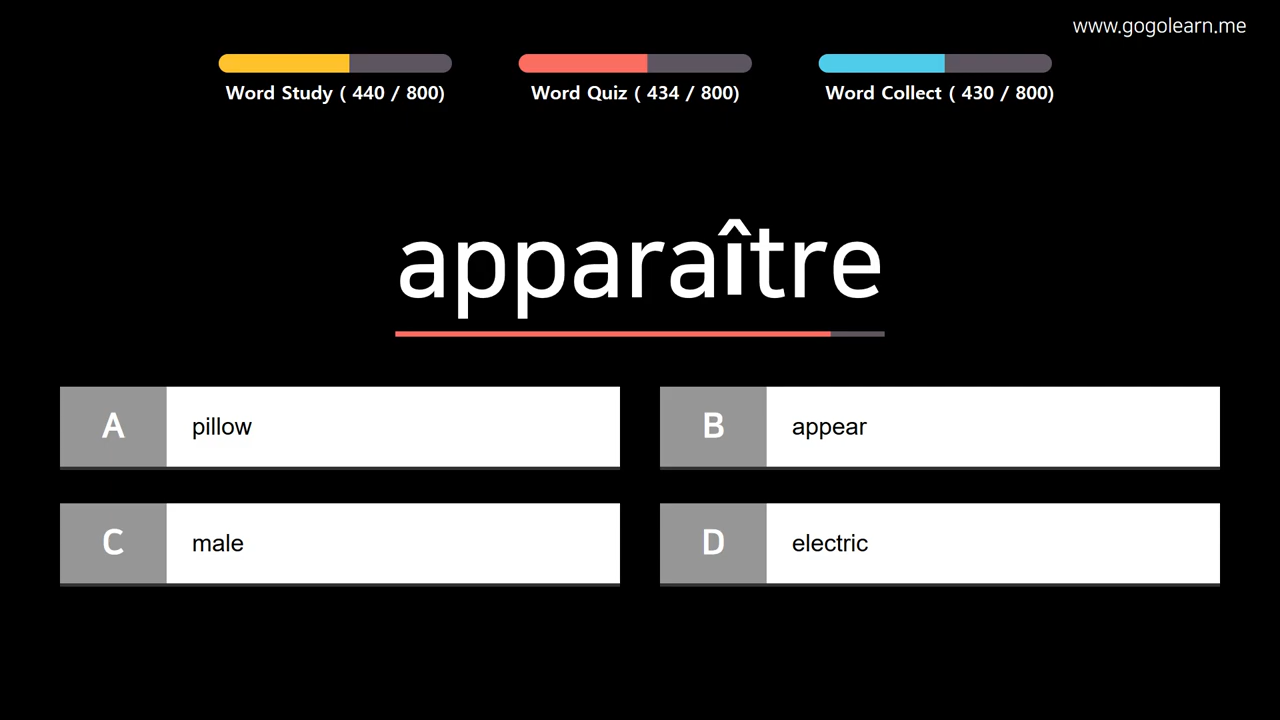 www.gogolearn.me
Word Study ( 440 / 800)
Word Quiz ( 434 / 800)
Word Collect ( 430 / 800)
apparaître
A pillow
B appear
C male
D electric